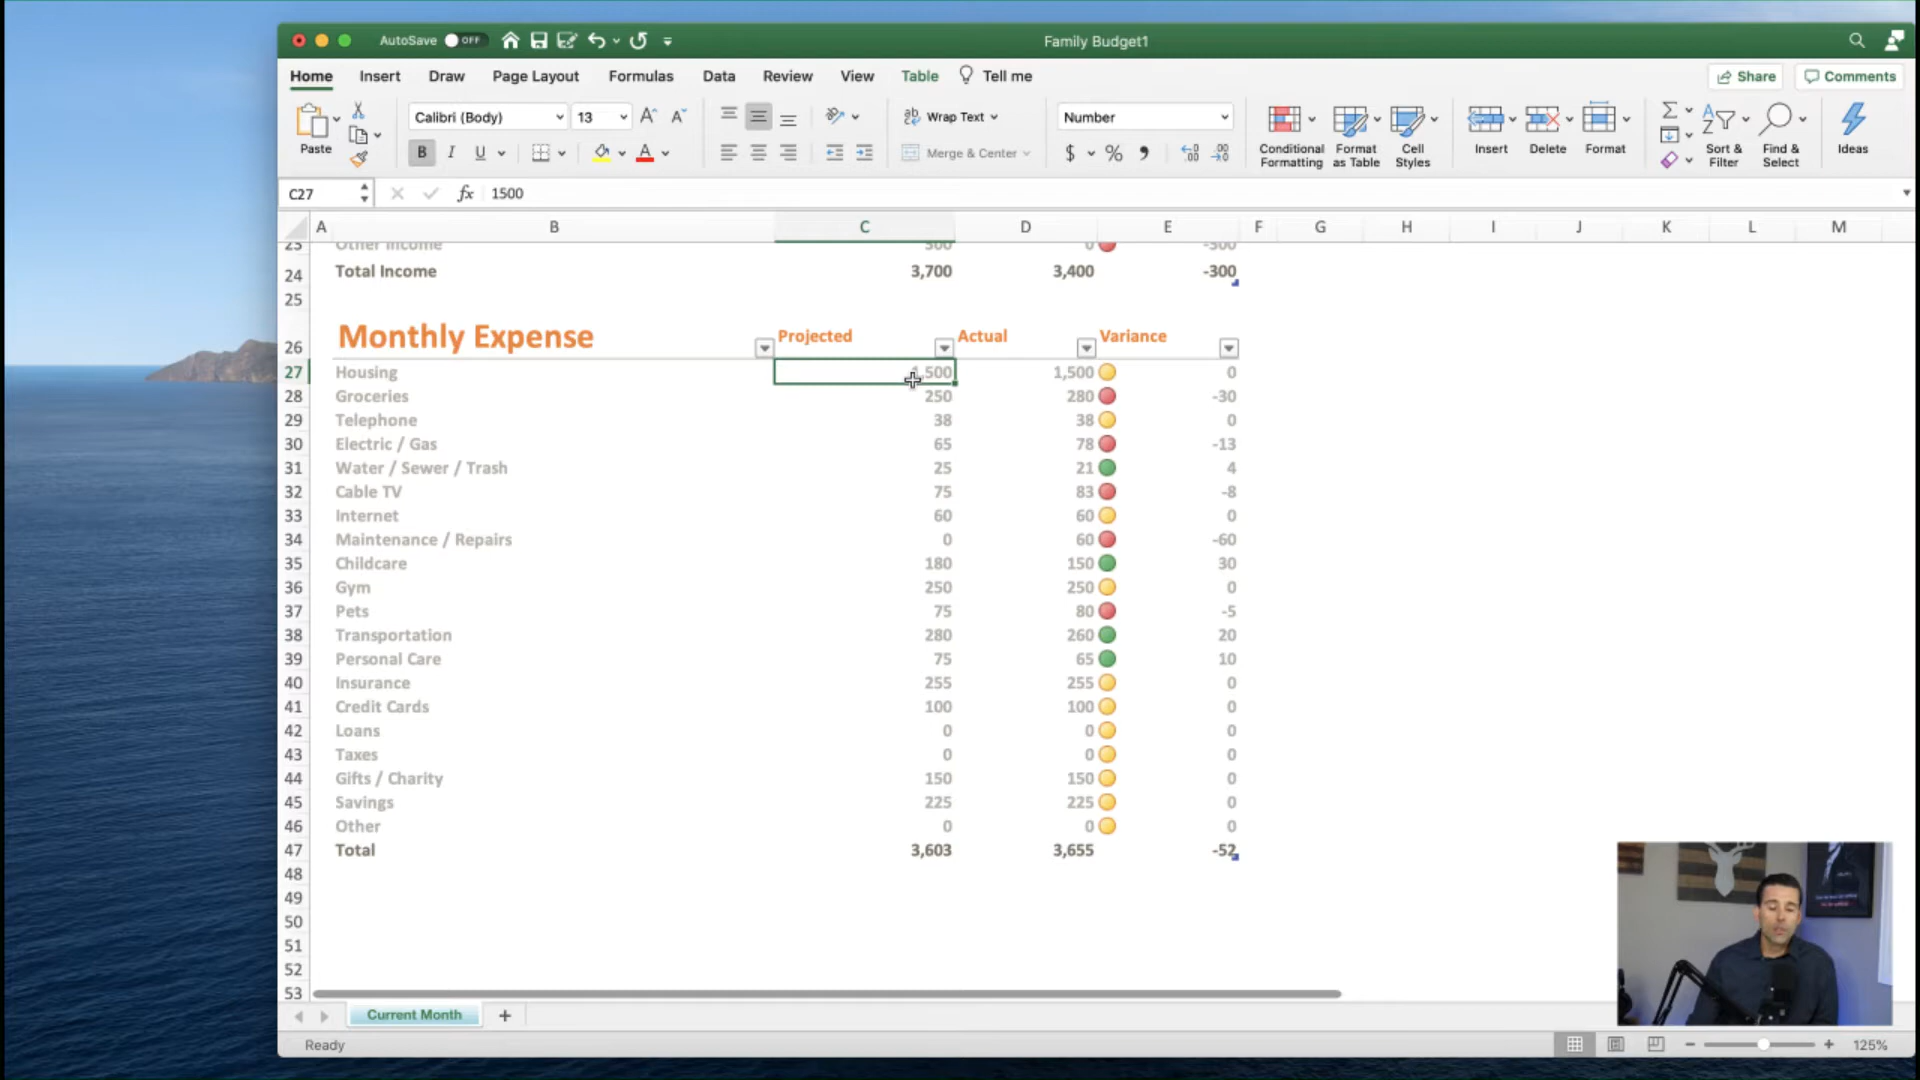 AutoSave OFF Family Budget1
Home Insert Draw Page Layout Formulas Data Review View Table Tell me Share Comments
Paste Calibri (Body) 13 Wrap Text Number
B I U A Merge & Center $ % Conditional Formatting Format as Table Cell Styles Insert Delete Format Sort & Filter Find & Select Ideas
C27 fx 1500
A B C D E F G H I J K L M
23 Other Income 300 0 -300
24 Total Income 3,700 3,400 -300
25
26 Monthly Expense Projected Actual Variance
27 Housing 1,500 1,500 0
28 Groceries 250 280 -30
29 Telephone 38 38 0
30 Electric / Gas 65 78 -13
31 Water / Sewer / Trash 25 21 4
32 Cable TV 75 83 -8
33 Internet 60 60 0
34 Maintenance / Repairs 0 60 -60
35 Childcare 180 150 30
36 Gym 250 250 0
37 Pets 75 80 -5
38 Transportation 280 260 20
39 Personal Care 75 65 10
40 Insurance 255 255 0
41 Credit Cards 100 100 0
42 Loans 0 0 0
43 Taxes 0 0 0
44 Gifts / Charity 150 150 0
45 Savings 225 225 0
46 Other 0 0 0
47 Total 3,603 3,655 -52
48
49
50
51
52
53
Current Month +
Ready 125%